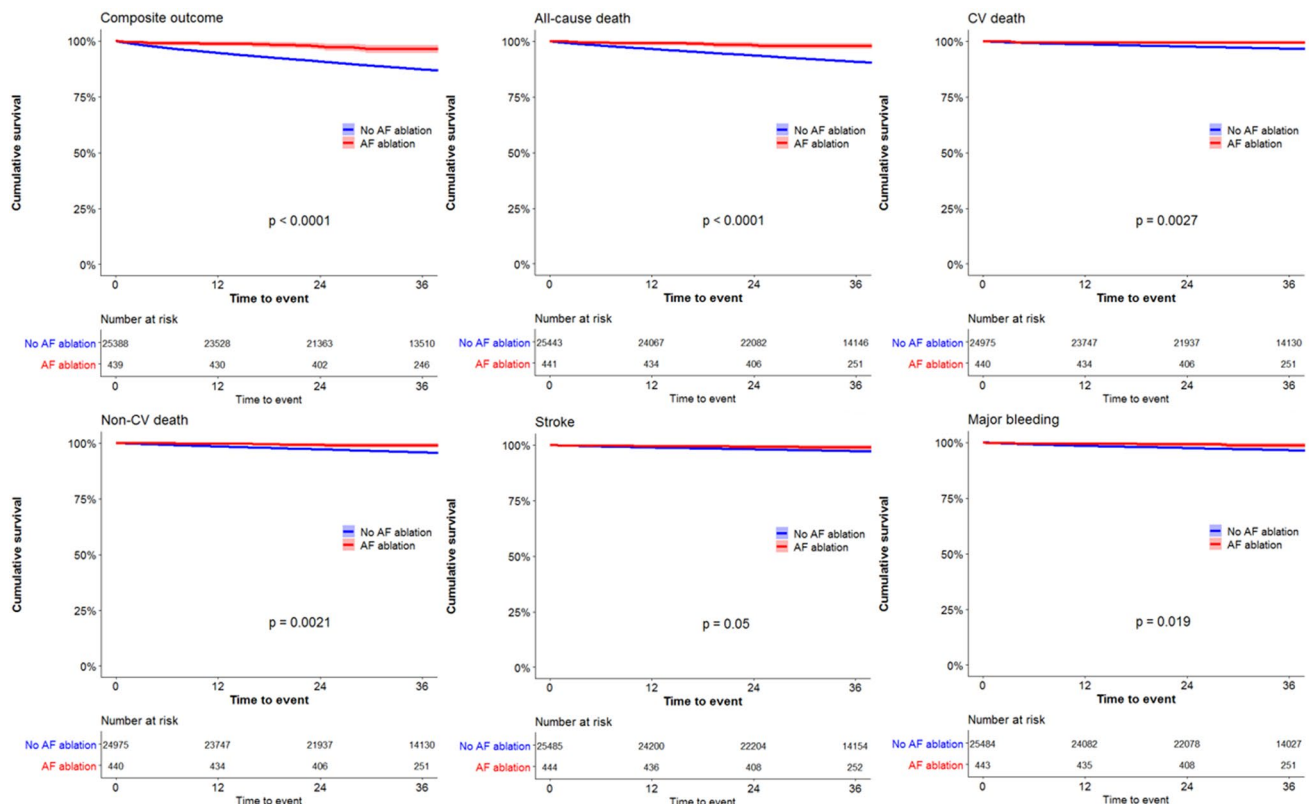 Composite outcome
Cumulative survival
100%
75%
50%
25%
0%
No AF ablation
AF ablation
p < 0.0001
0 12 24 36
Time to event
Number at risk
No AF ablation 25388 23528 21363 13510
AF ablation 439 430 402 246
0 12 24 36
Time to event
All-cause death
Cumulative survival
100%
75%
50%
25%
0%
No AF ablation
AF ablation
p < 0.0001
0 12 24 36
Time to event
Number at risk
No AF ablation 25443 24067 22082 14146
AF ablation 441 434 406 251
0 12 24 36
Time to event
CV death
Cumulative survival
100%
75%
50%
25%
0%
No AF ablation
AF ablation
p = 0.0027
0 12 24 36
Time to event
Number at risk
No AF ablation 24975 23747 21937 14130
AF ablation 440 434 406 251
0 12 24 36
Time to event
Non-CV death
Cumulative survival
100%
75%
50%
25%
0%
No AF ablation
AF ablation
p = 0.0021
0 12 24 36
Time to event
Number at risk
No AF ablation 24975 23747 21937 14130
AF ablation 440 434 406 251
0 12 24 36
Time to event
Stroke
Cumulative survival
100%
75%
50%
25%
0%
No AF ablation
AF ablation
p = 0.05
0 12 24 36
Time to event
Number at risk
No AF ablation 25485 24200 22204 14154
AF ablation 444 436 408 252
0 12 24 36
Time to event
Major bleeding
Cumulative survival
100%
75%
50%
25%
0%
No AF ablation
AF ablation
p = 0.019
0 12 24 36
Time to event
Number at risk
No AF ablation 25484 24082 22078 14027
AF ablation 443 435 408 251
0 12 24 36
Time to event